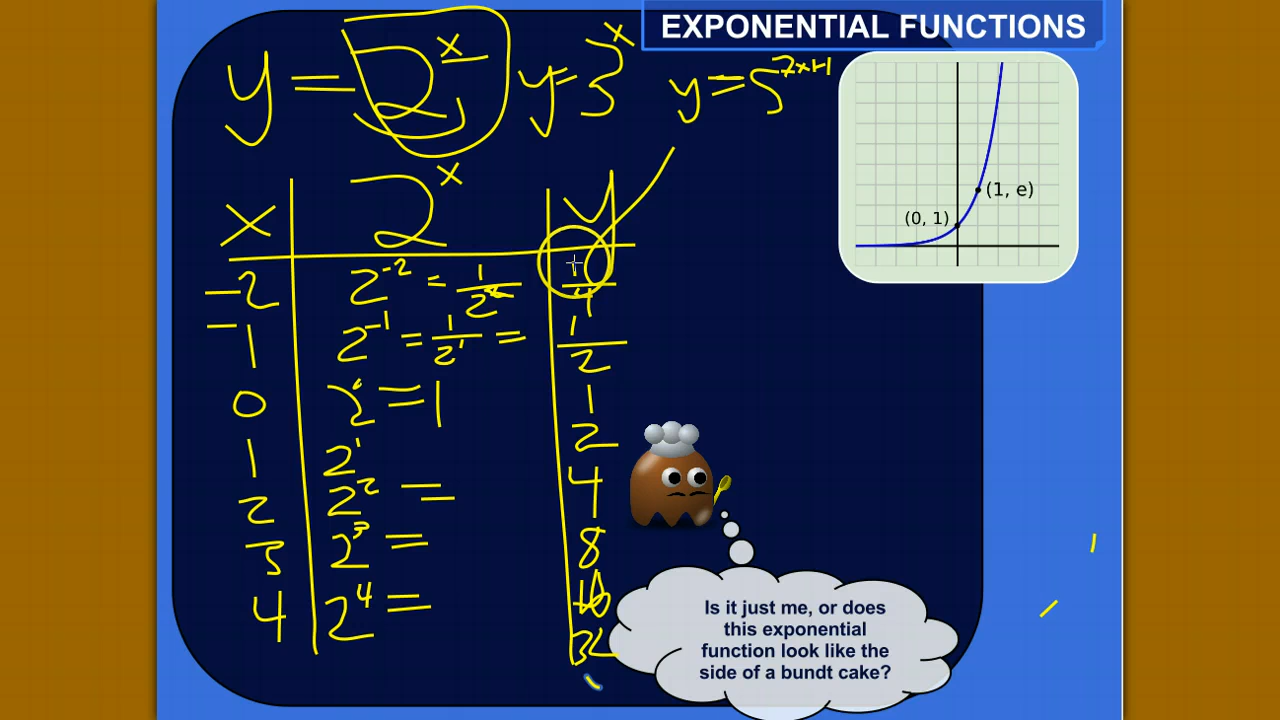 EXPONENTIAL FUNCTIONS
y = 2^x y = 3^x y = 5^7x+1
x 2^x y
-2 2^-2 = 1/2^2 1/4
-1 2^-1 = 1/2^1 = 1/2
0 2^0 = 1 1
1 2^1 2
2 2^2 = 4
3 2^3 = 8
4 2^4 = 16
32
(1, e)
(0, 1)
Is it just me, or does
this exponential
function look like the
side of a bundt cake?